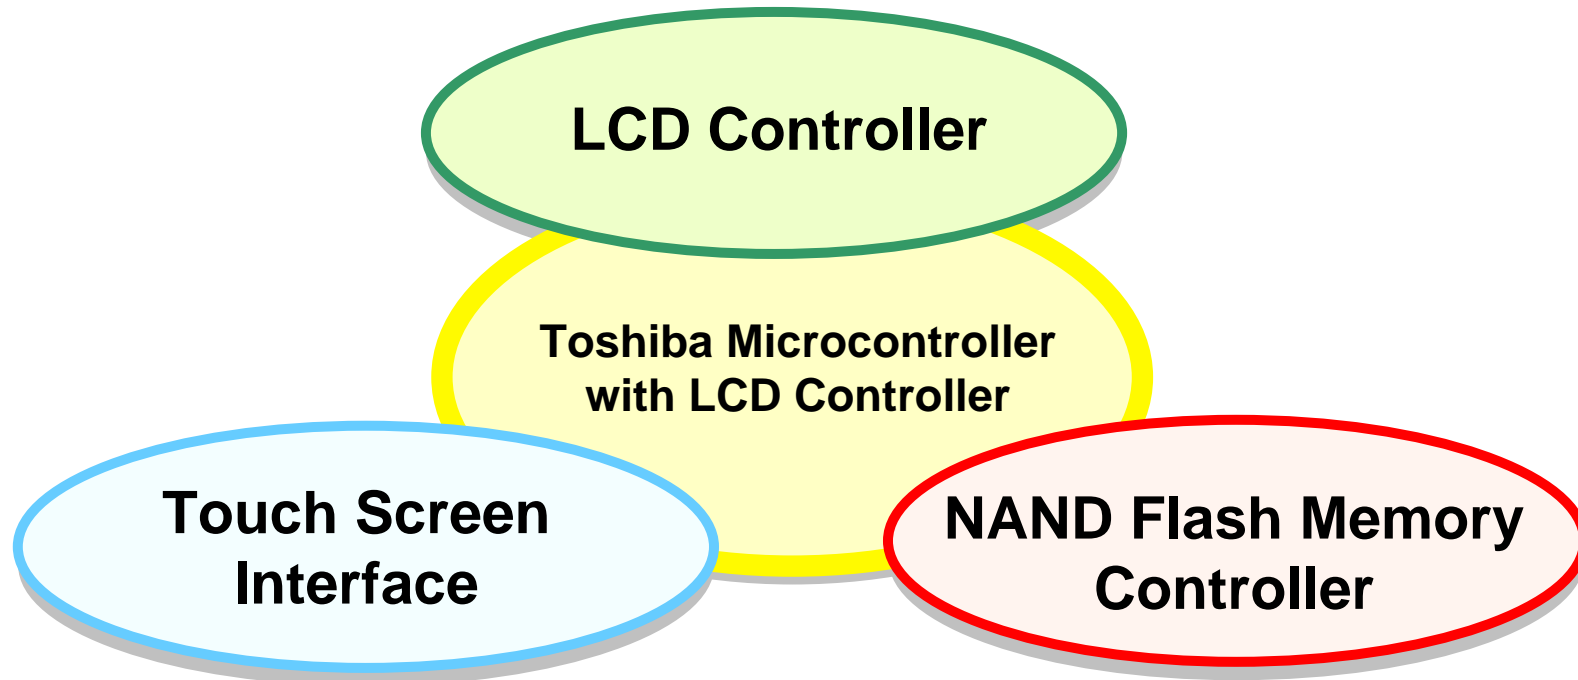 LCD Controller
Toshiba Microcontroller
with LCD Controller
Touch Screen
Interface
NAND Flash Memory
Controller